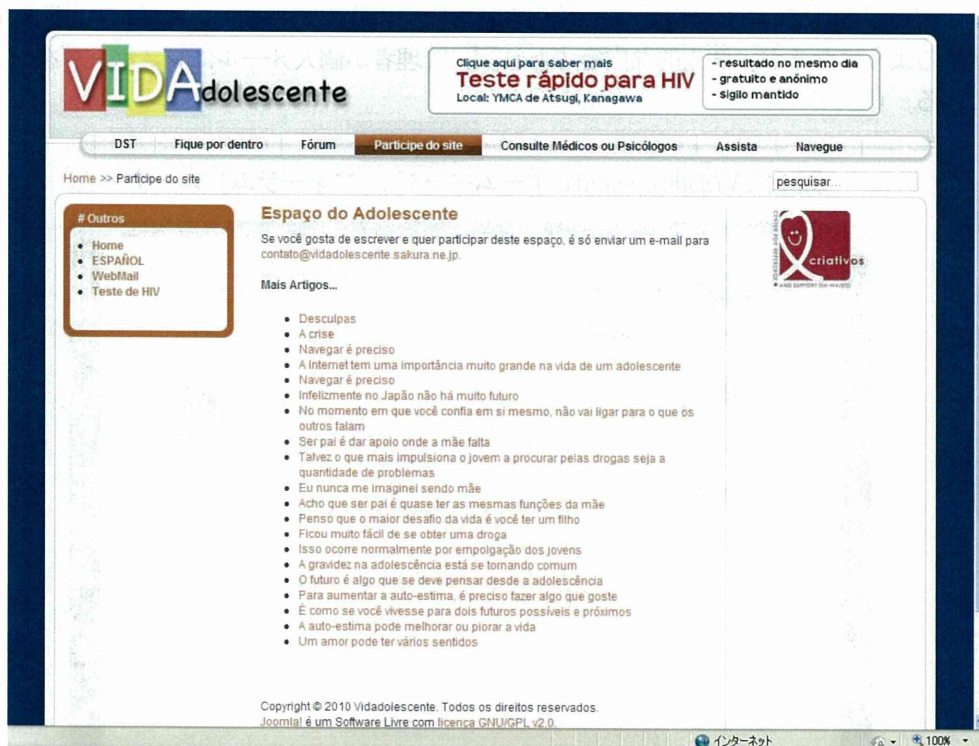 VIDAdolescente
Clique aqui para saber mais
Teste rápido para HIV
Local: YMCA de Atsugi, Kanagawa
- resultado no mesmo dia
- gratuito e anónimo
- sigilo mantido
DST Fique por dentro Fórum Participe do site Consulte Médicos ou Psicólogos Assista Navegue
Home >> Participe do site
pesquisar...
# Outros
Home
ESPAÑOL
WebMail
Teste de HIV
Espaço do Adolescente
Se você gosta de escrever e quer participar deste espaço, é só enviar um e-mail para
contato@vidadolescente.sakura.ne.jp.
Mais Artigos...
Desculpas
A crise
Navegar é preciso
A Internet tem uma importância muito grande na vida de um adolescente
Navegar é preciso
Infelizmente no Japão não há muito futuro
No momento em que você confia em si mesmo, não vai ligar para o que os
outros falam
Ser pai é dar apoio onde a mãe falta
Talvez o que mais impulsiona o jovem a procurar pelas drogas seja a
quantidade de problemas
Eu nunca me imaginei sendo mãe
Acho que ser pai é quase ter as mesmas funções da mãe
Penso que o maior desafio da vida é você ter um filho
Ficou muito fácil de se obter uma droga
Isso ocorre normalmente por empolgação dos jovens
A gravidez na adolescência está se tornando comum
O futuro é algo que se deve pensar desde a adolescência
Para aumentar a auto-estima, é preciso fazer algo que goste
É como se você vivesse para dois futuros possíveis e próximos
A auto-estima pode melhorar ou piorar a vida
Um amor pode ter vários sentidos
criativos
Copyright © 2010 Vidadolescente. Todos os direitos reservados.
Joomla! é um Software Livre com licença GNU/GPL v2.0.
インターネット
100%